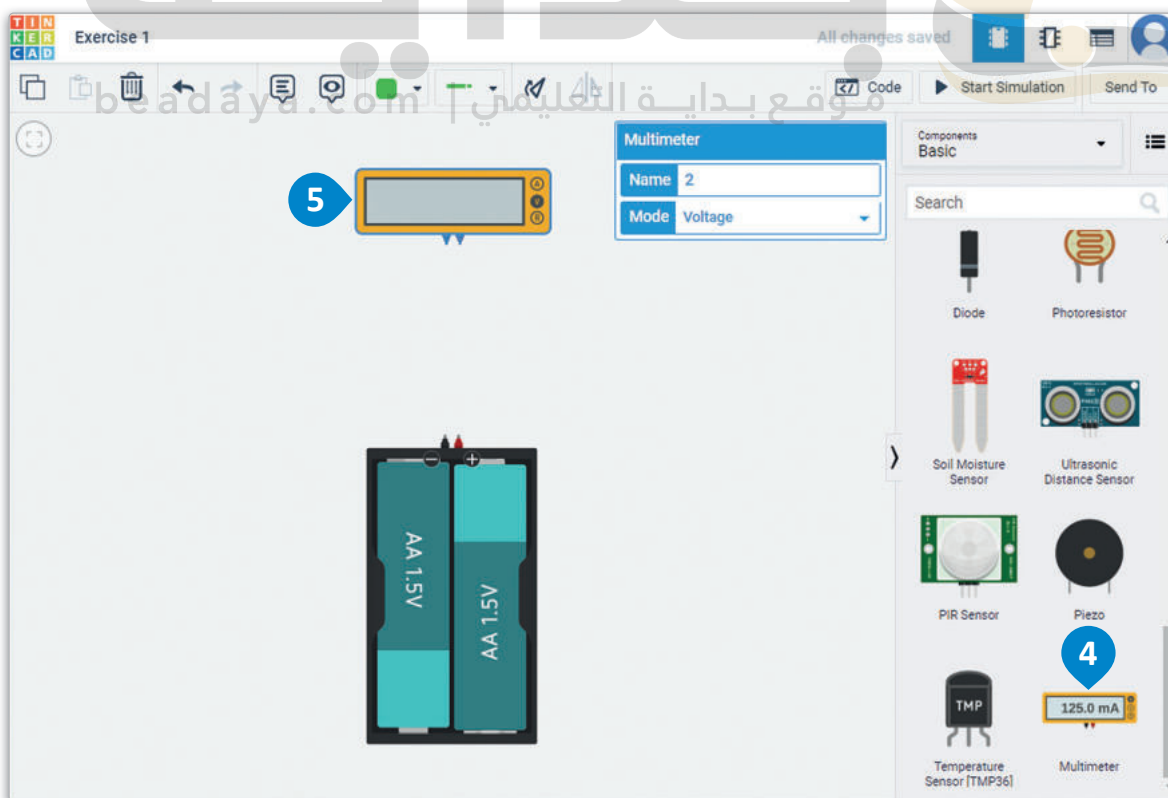 TIN
KER
CAD
Exercise 1
All changes saved
Code
Start Simulation
Send To
beadaya.com | موقع بداية التعليمي
Multimeter
Name 2
Mode Voltage
5
A
V
R
Components
Basic
Search
Diode
Photoresistor
Soil Moisture
Sensor
Ultrasonic
Distance Sensor
PIR Sensor
Piezo
4
TMP
125.0 mA
Temperature
Sensor [TMP36]
Multimeter
AA 1.5V
AA 1.5V